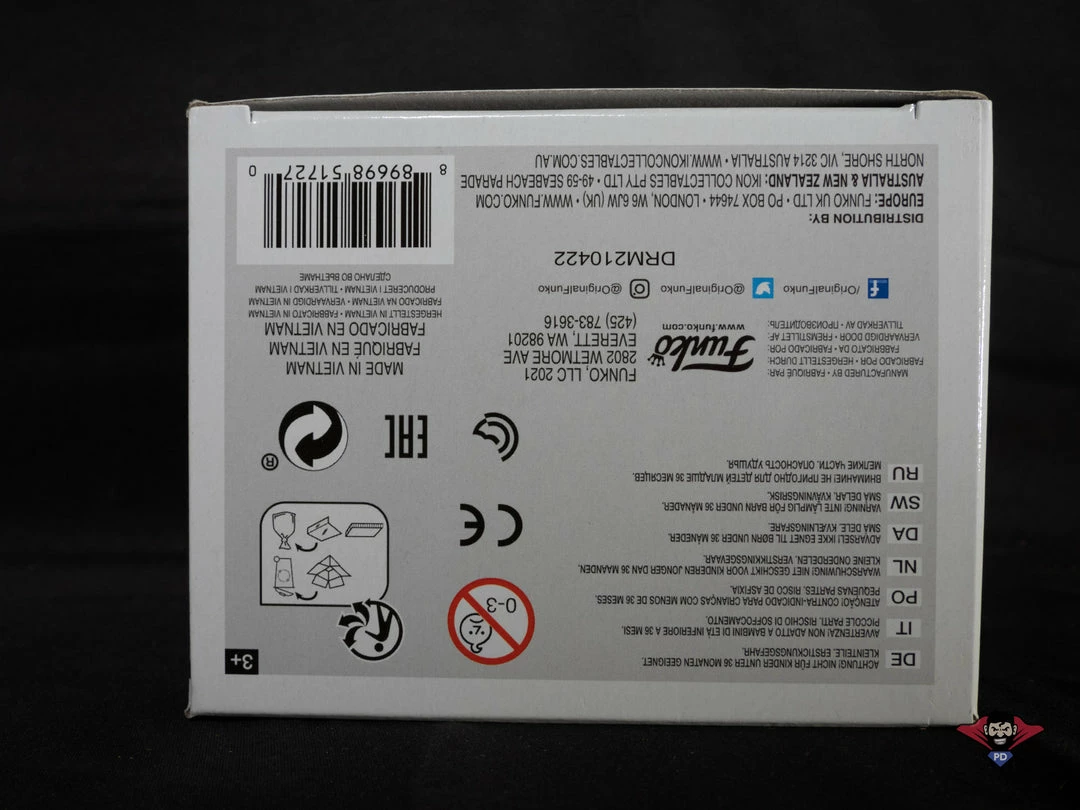 DE
ACHTUNG! NICHT FÜR KINDER UNTER 36 MONATEN GEEIGNET.
KLEINTEILE. ERSTICKUNGSGEFAHR.
IT
AVVERTENZA! NON ADATTO A BAMBINI DI ETÀ INFERIORE A 36 MESI.
PICCOLE PARTI. RISCHIO DI SOFFOCAMENTO.
PO
ATENÇÃO! CONTRA-INDICADO PARA CRIANÇAS COM MENOS DE 36 MESES.
PEQUENAS PARTES. RISCO DE ASFIXIA.
NL
WAARSCHUWING! NIET GESCHIKT VOOR KINDEREN JONGER DAN 36 MAANDEN.
KLEINE ONDERDELEN. VERSTIKKINGSGEVAAR.
DA
ADVARSEL! IKKE EGNET TIL BØRN UNDER 36 MÅNEDER.
SMA DELE. KVÆLNINGSFARE.
SW
VARNING! INTE LÄMPLIG FÖR BARN UNDER 36 MÅNADER.
SMA DELAR. KVÄVNINGSRISK.
RU
ВНИМАНИЕ! НЕ ПРИГОДНО ДЛЯ ДЕТЕЙ МЛАДШЕ 36 МЕСЯЦЕВ.
МЕЛКИЕ ЧАСТИ. ОПАСНОСТЬ УДУШЬЯ.
0-3
3+
CE
EAC
®
MANUFACTURED BY • FABRIQUÉ PAR:
FABRICADO POR • HERGESTELLT DURCH:
FABBRICATO DA • FABRICADO POR:
VERVAARDIGD DOOR • FREMSTILLET AF:
TILLVERKAD AV • ПРОИЗВОДИТЕЛЬ:
Funko
www.funko.com
FUNKO, LLC 2021
2802 WETMORE AVE
EVERETT, WA 98201
(425) 783-3616
/OriginalFunko
@OriginalFunko
@OriginalFunko
DRM210422
MADE IN VIETNAM
FABRIQUÉ EN VIETNAM
FABRICADO EN VIETNAM
HERGESTELLT IN VIETNAM • FABBRICATO IN VIETNAM
FABRICADO NA VIETNAM • VERVAARDIGD IN VIETNAM
PRODUCERET I VIETNAM • TILLVERKAD I VIETNAM
СДЕЛАНО ВО ВЬЕТНАМЕ
DISTRIBUTION BY:
EUROPE: FUNKO UK LTD • PO BOX 74644 • LONDON, W6 6JW (UK) • WWW.FUNKO.COM
AUSTRALIA & NEW ZEALAND: IKON COLLECTABLES PTY LTD • 49-59 SEABEACH PARADE
NORTH SHORE, VIC 3214 AUSTRALIA • WWW.IKONCOLLECTABLES.COM.AU
8 89698 51727 0
PD